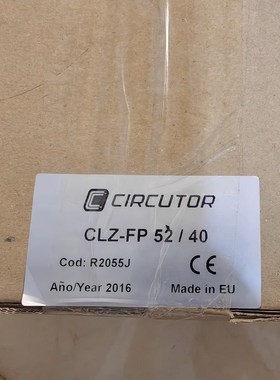 CIRCUTOR
CLZ-FP 52 / 40
Cod: R2055J CE
Año/Year 2016 Made in EU